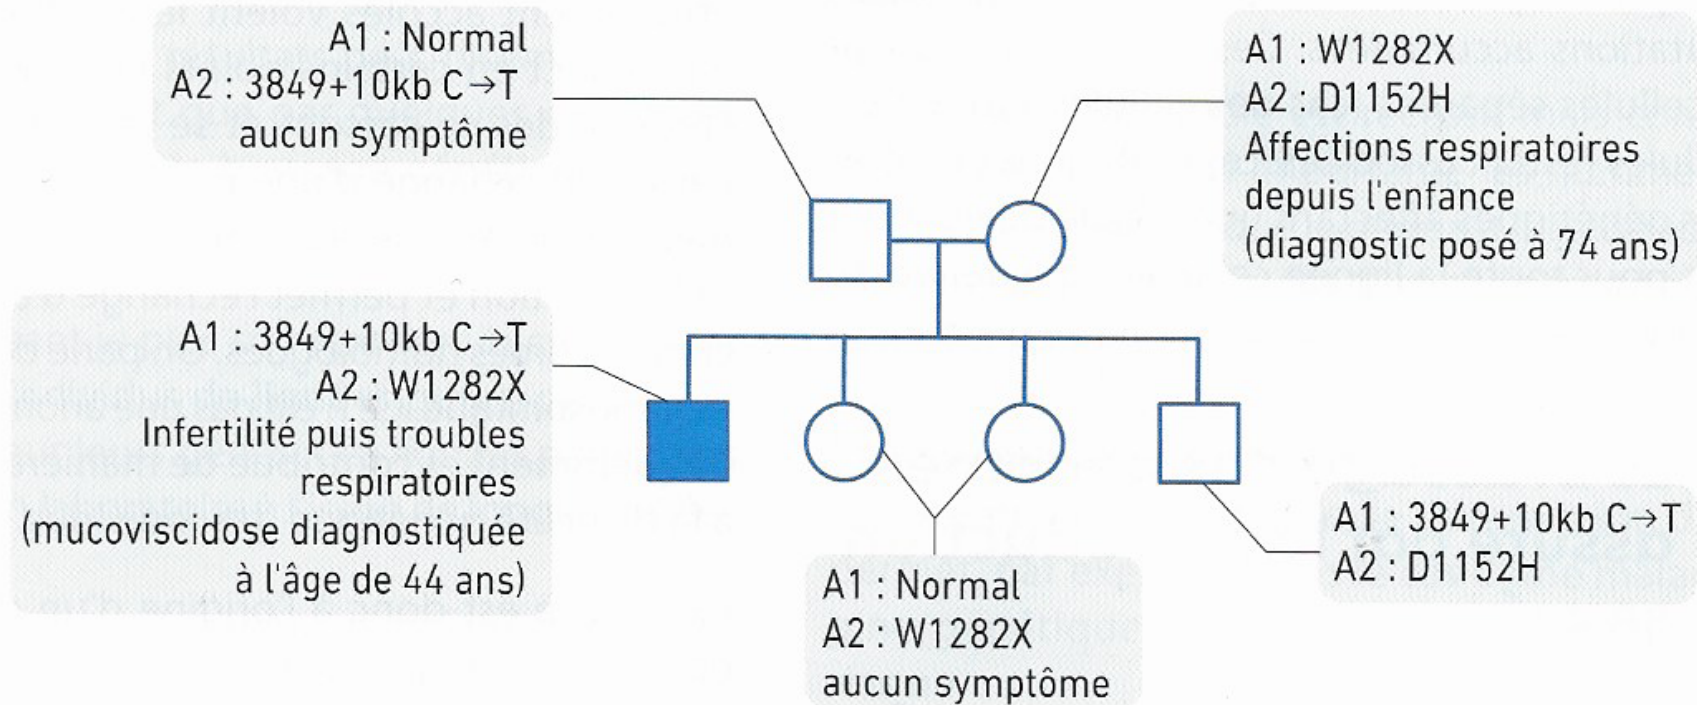 A1 : Normal
A2 : 3849+10kb C→T
aucun symptôme
A1 : W1282X
A2 : D1152H
Affections respiratoires
depuis l'enfance
(diagnostic posé à 74 ans)
A1 : 3849+10kb C→T
A2 : W1282X
Infertilité puis troubles
respiratoires
(mucoviscidose diagnostiquée
à l'âge de 44 ans)
A1 : Normal
A2 : W1282X
aucun symptôme
A1 : 3849+10kb C→T
A2 : D1152H